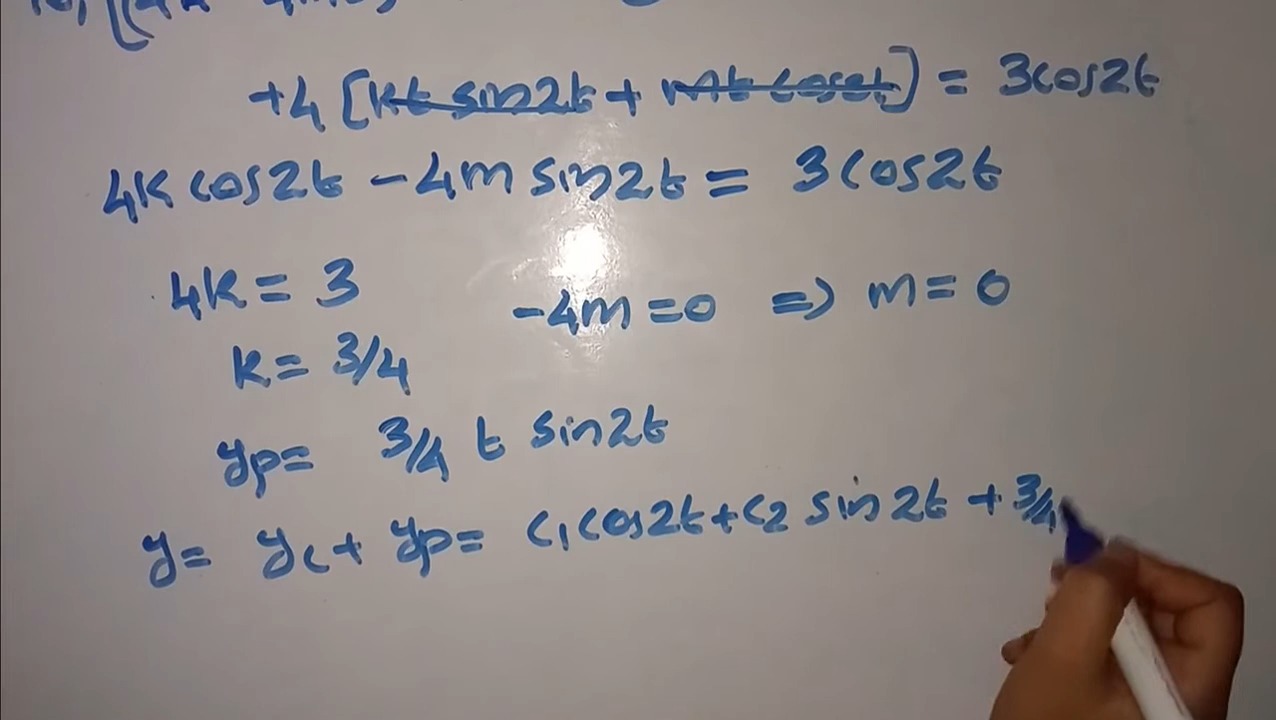 +4 [kt sin2t + mt cos2t] = 3cos2t
4k cos2t - 4m sin2t = 3cos2t
4k = 3 -4m = 0 => m = 0
k = 3/4
yp = 3/4 t sin2t
y = yc + yp = c1cos2t + c2 sin2t + 3/4